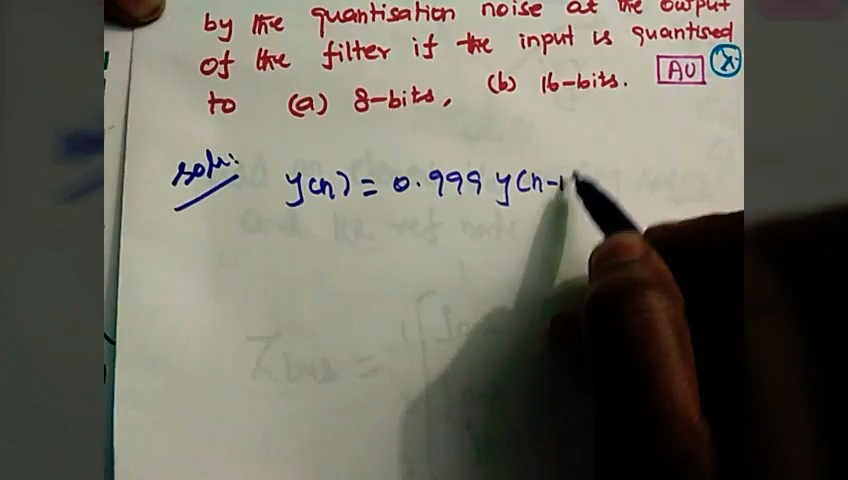 by the quantisation noise at the output
of the filter if the input is quantised
to (a) 8-bits, (b) 16-bits. AU
soln:
y(n) = 0.999 y(n-1